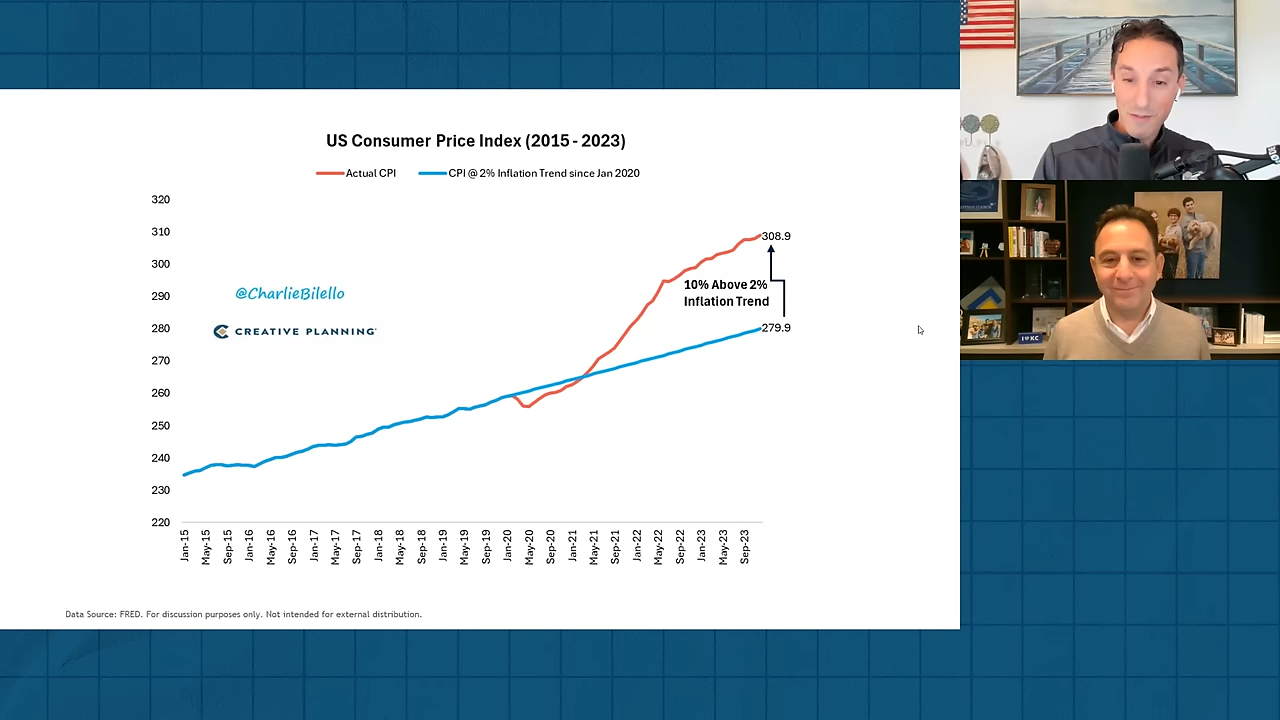 US Consumer Price Index (2015 - 2023)
Actual CPI
CPI @ 2% Inflation Trend since Jan 2020
320
310
300
290
280
270
260
250
240
230
220
308.9
10% Above 2%
Inflation Trend
279.9
@CharlieBilello
CREATIVE PLANNING
Jan-15
May-15
Sep-15
Jan-16
May-16
Sep-16
Jan-17
May-17
Sep-17
Jan-18
May-18
Sep-18
Jan-19
May-19
Sep-19
Jan-20
May-20
Sep-20
Jan-21
May-21
Sep-21
Jan-22
May-22
Sep-22
Jan-23
May-23
Sep-23
Data Source: FRED. For discussion purposes only. Not intended for external distribution.
I ♥ KC